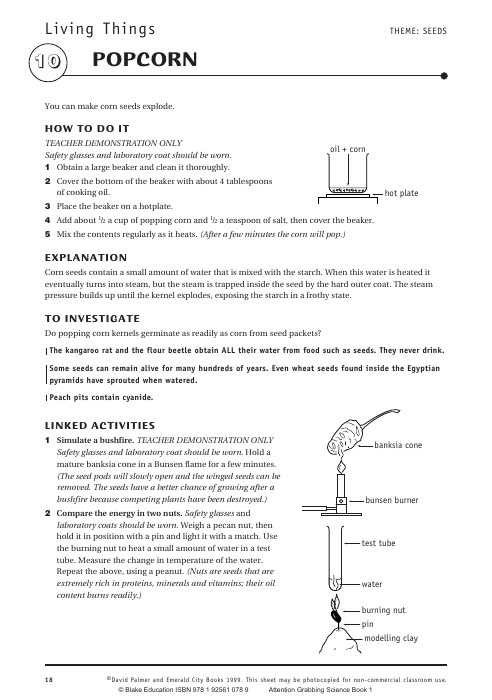 Living Things
THEME: SEEDS
10
POPCORN
You can make corn seeds explode.
HOW TO DO IT
TEACHER DEMONSTRATION ONLY
Safety glasses and laboratory coat should be worn.
1 Obtain a large beaker and clean it thoroughly.
2 Cover the bottom of the beaker with about 4 tablespoons
of cooking oil.
3 Place the beaker on a hotplate.
4 Add about 1/2 a cup of popping corn and 1/2 a teaspoon of salt, then cover the beaker.
5 Mix the contents regularly as it heats. (After a few minutes the corn will pop.)
oil + corn
hot plate
EXPLANATION
Corn seeds contain a small amount of water that is mixed with the starch. When this water is heated it
eventually turns into steam, but the steam is trapped inside the seed by the hard outer coat. The steam
pressure builds up until the kernel explodes, exposing the starch in a frothy state.
TO INVESTIGATE
Do popping corn kernels germinate as readily as corn from seed packets?
The kangaroo rat and the flour beetle obtain ALL their water from food such as seeds. They never drink.
Some seeds can remain alive for many hundreds of years. Even wheat seeds found inside the Egyptian
pyramids have sprouted when watered.
Peach pits contain cyanide.
LINKED ACTIVITIES
1 Simulate a bushfire. TEACHER DEMONSTRATION ONLY
Safety glasses and laboratory coat should be worn. Hold a
mature banksia cone in a Bunsen flame for a few minutes.
(The seed pods will slowly open and the winged seeds can be
removed. The seeds have a better chance of growing after a
bushfire because competing plants have been destroyed.)
2 Compare the energy in two nuts. Safety glasses and
laboratory coats should be worn. Weigh a pecan nut, then
hold it in position with a pin and light it with a match. Use
the burning nut to heat a small amount of water in a test
tube. Measure the change in temperature of the water.
Repeat the above, using a peanut. (Nuts are seeds that are
extremely rich in proteins, minerals and vitamins; their oil
content burns readily.)
banksia cone
bunsen burner
test tube
water
burning nut
pin
modelling clay
18
©David Palmer and Emerald City Books 1999. This sheet may be photocopied for non-commercial classroom use.
© Blake Education ISBN 978 1 92561 078 9 Attention Grabbing Science Book 1